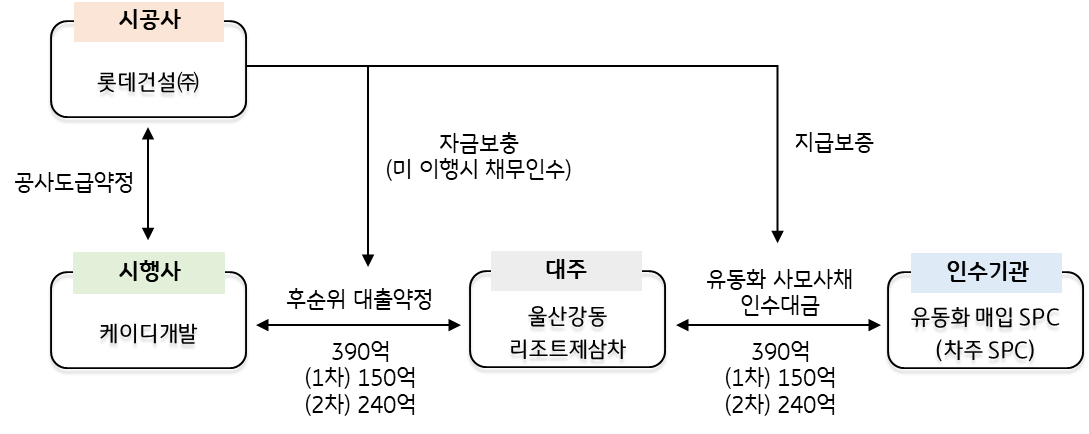 시공사
롯데건설㈜
자금보충
(미 이행시 채무인수)
지급보증
공사도급약정
시행사
케이디개발
후순위 대출약정
390억
(1차) 150억
(2차) 240억
대주
울산강동
리조트제삼차
유동화 사모사채
인수대금
390억
(1차) 150억
(2차) 240억
인수기관
유동화 매입 SPC
(차주 SPC)